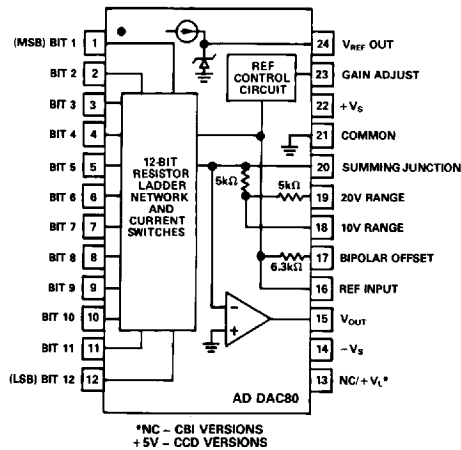 (MSB) BIT 1 1
BIT 2 2
BIT 3 3
BIT 4 4
BIT 5 5
BIT 6 6
BIT 7 7
BIT 8 8
BIT 9 9
BIT 10 10
BIT 11 11
(LSB) BIT 12 12
12-BIT
RESISTOR
LADDER
NETWORK
AND
CURRENT
SWITCHES
REF
CONTROL
CIRCUIT
5kΩ
5kΩ
6.3kΩ
−
+
24 VREF OUT
23 GAIN ADJUST
22 +VS
21 COMMON
20 SUMMING JUNCTION
19 20V RANGE
18 10V RANGE
17 BIPOLAR OFFSET
16 REF INPUT
15 VOUT
14 −VS
13 NC/+VL*
AD DAC80
*NC – CBI VERSIONS
+5V – CCD VERSIONS